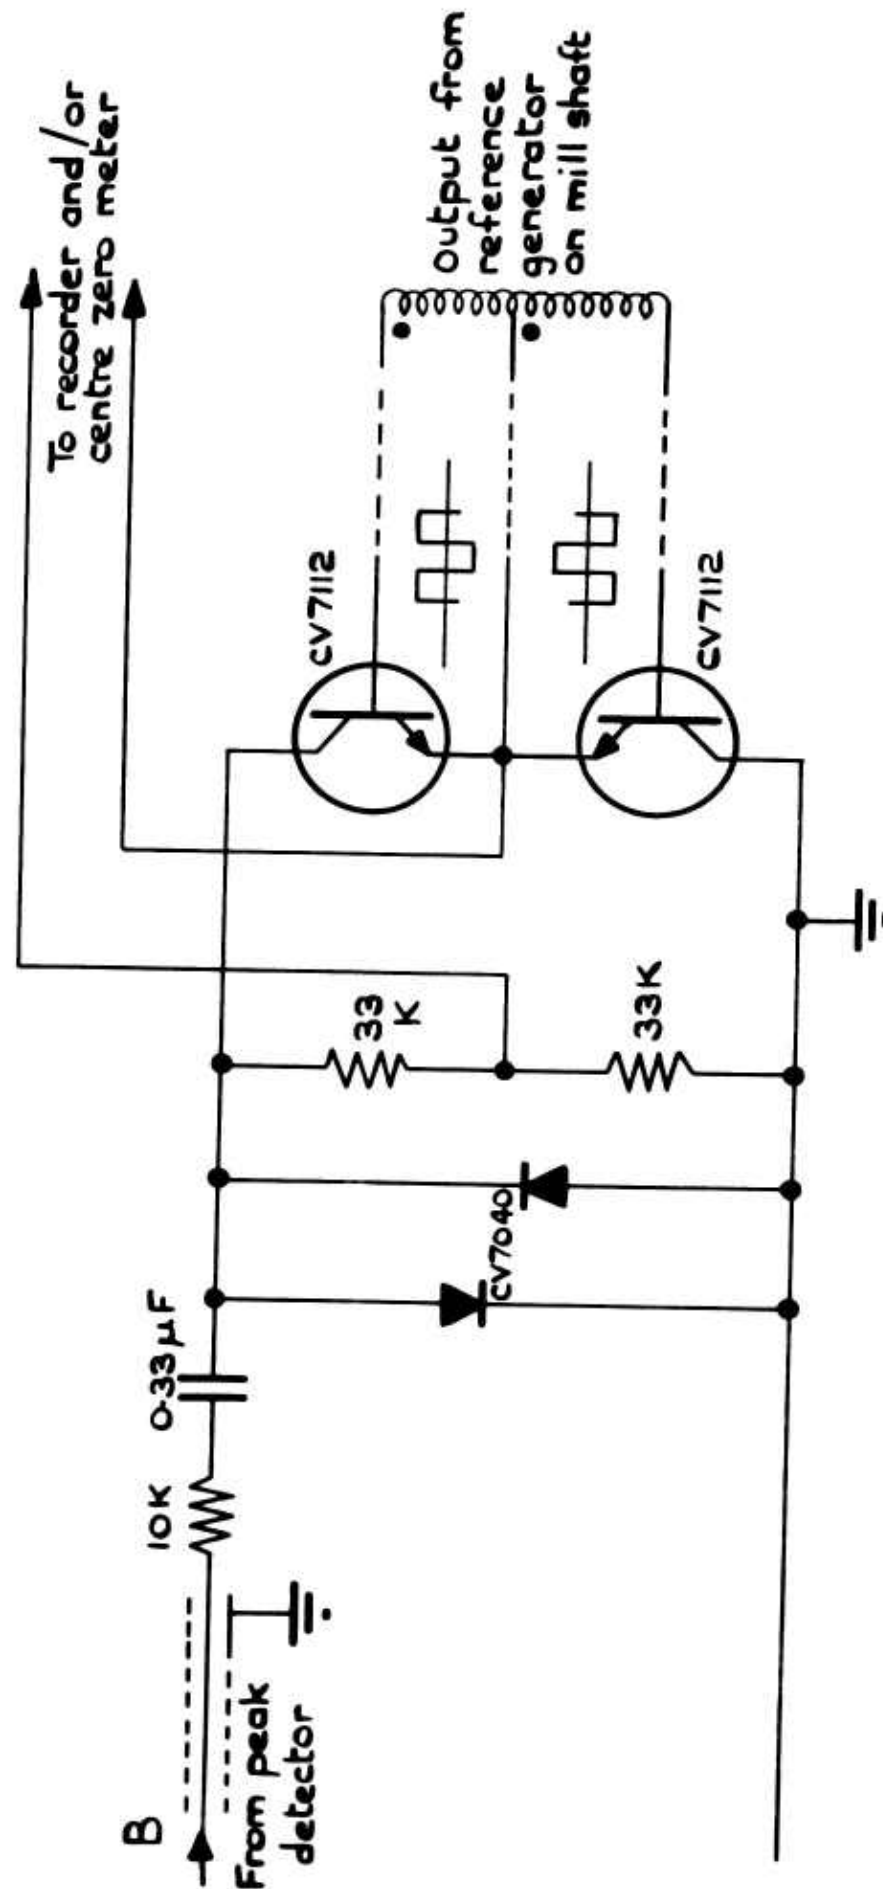 To recorder and/or
centre zero meter
Output from
reference
generator
on mill shaft
CV7112
CV7112
33
K
33K
CV7040
0.33µF
10K
B
From peak
detector